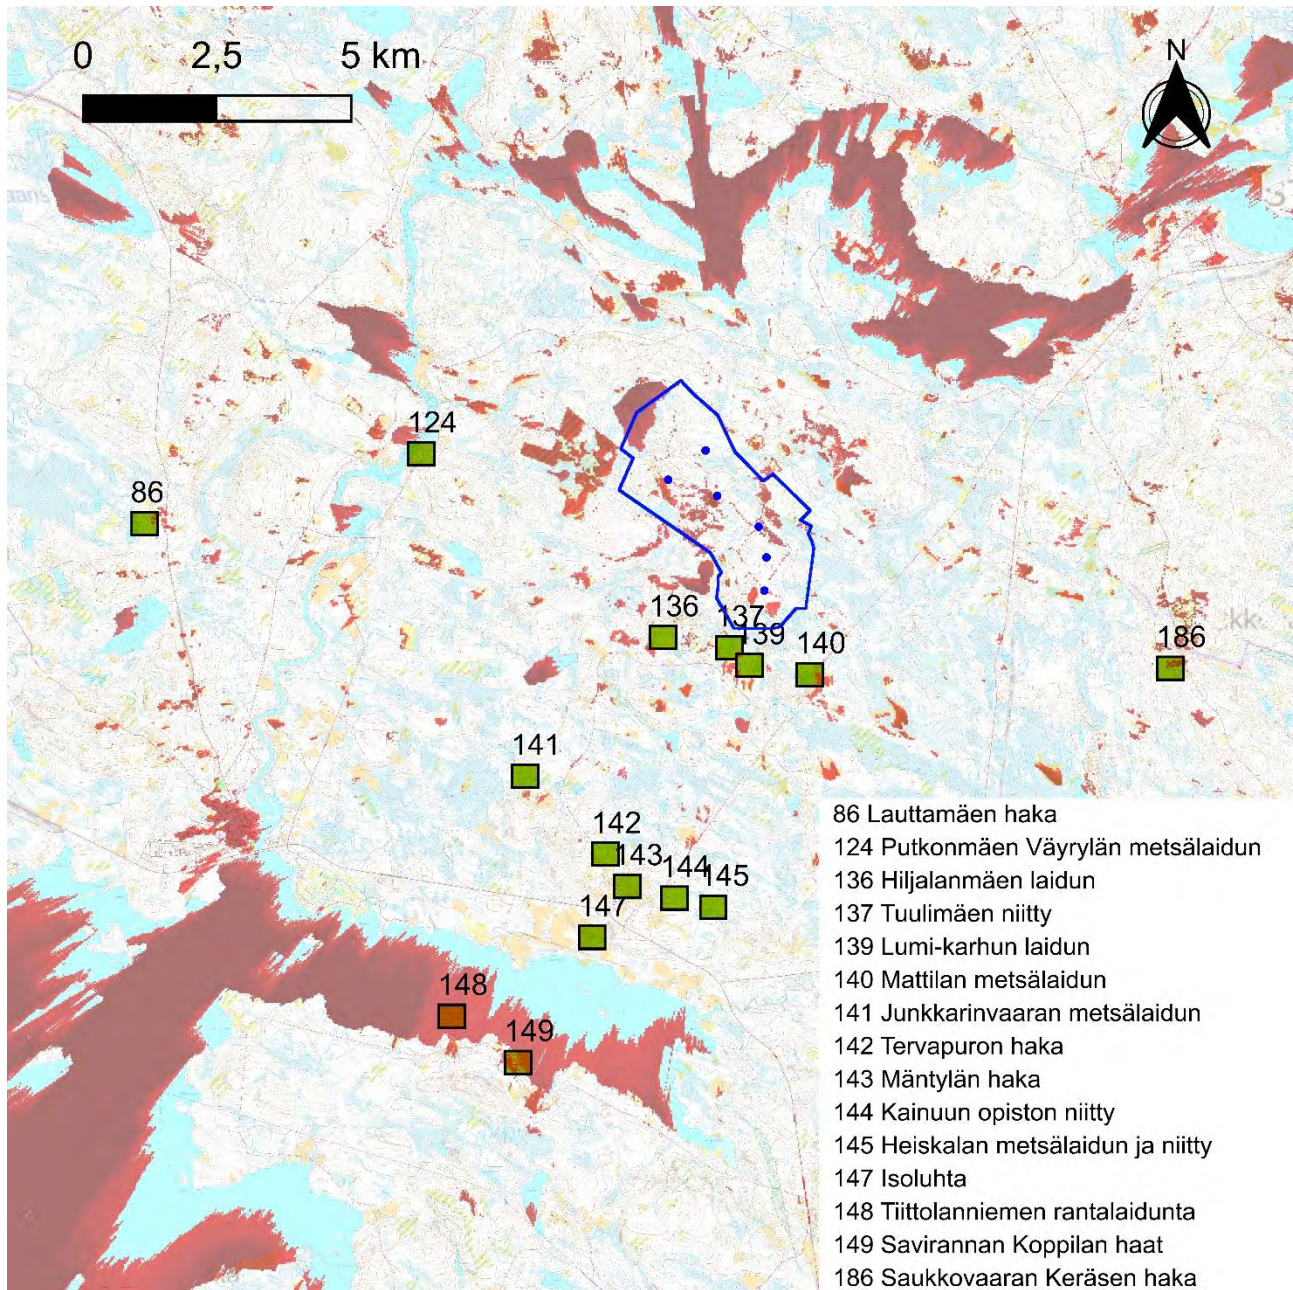 0 2,5 5 km
N
aans
124
86
136
137
139
140
kk
186
141
142
143
144
145
147
148
149
86 Lauttamäen haka
124 Putkonmäen Väyrylän metsälaidun
136 Hiljalanmäen laidun
137 Tuulimäen niitty
139 Lumi-karhun laidun
140 Mattilan metsälaidun
141 Junkkarinvaaran metsälaidun
142 Tervapuron haka
143 Mäntylän haka
144 Kainuun opiston niitty
145 Heiskalan metsälaidun ja niitty
147 Isoluhta
148 Tiittolanniemen rantalaidunta
149 Savirannan Koppilan haat
186 Saukkovaaran Keräsen haka